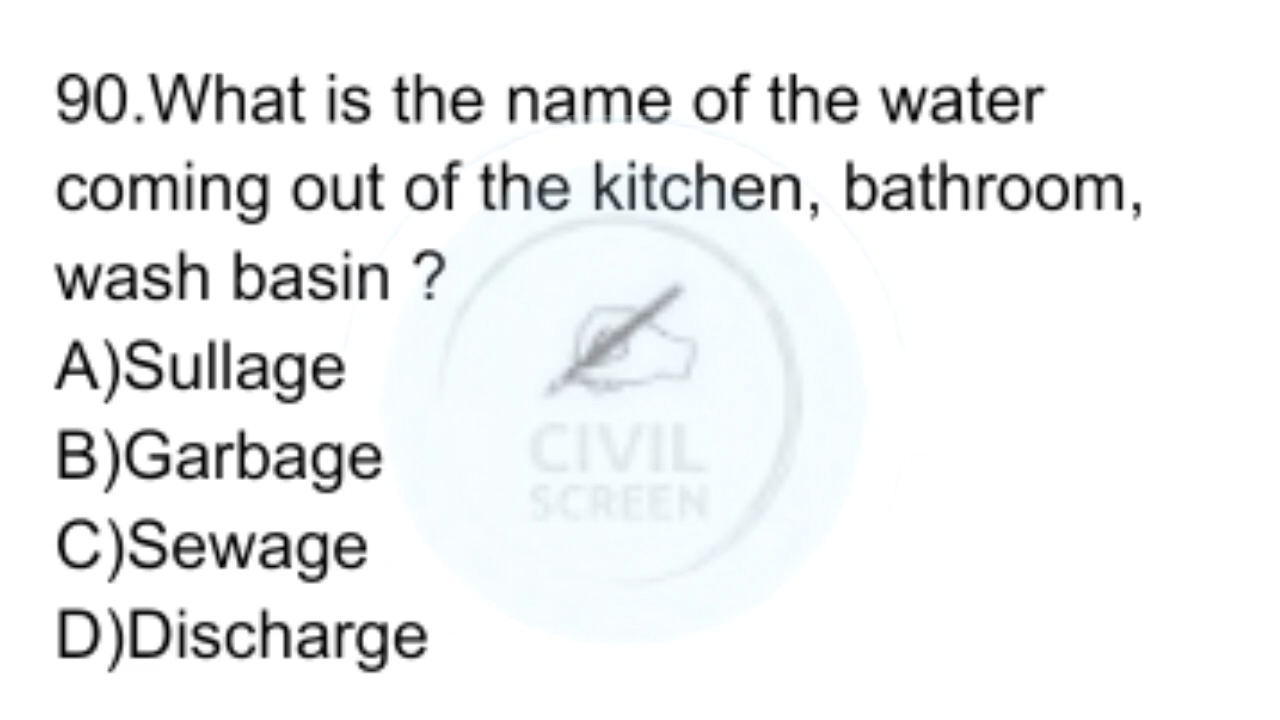 90.What is the name of the water
coming out of the kitchen, bathroom,
wash basin ?
A)Sullage
B)Garbage
C)Sewage
D)Discharge
CIVIL
SCREEN